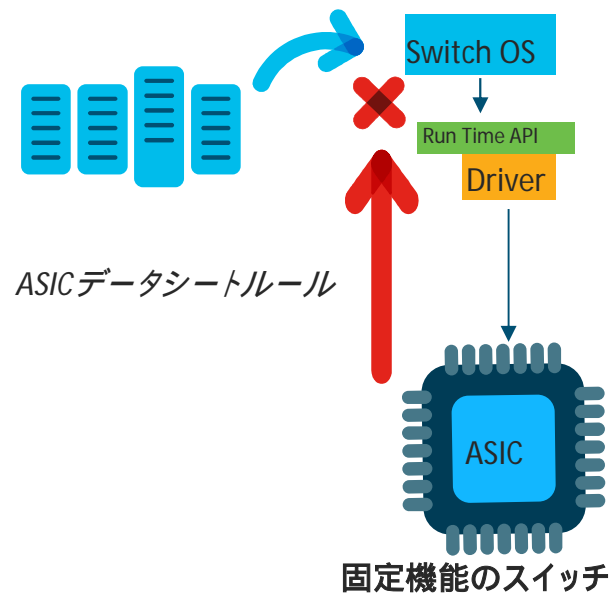 Switch OS
Run Time API
Driver
ASICデータシートルール
ASIC
固定機能のスイッチ